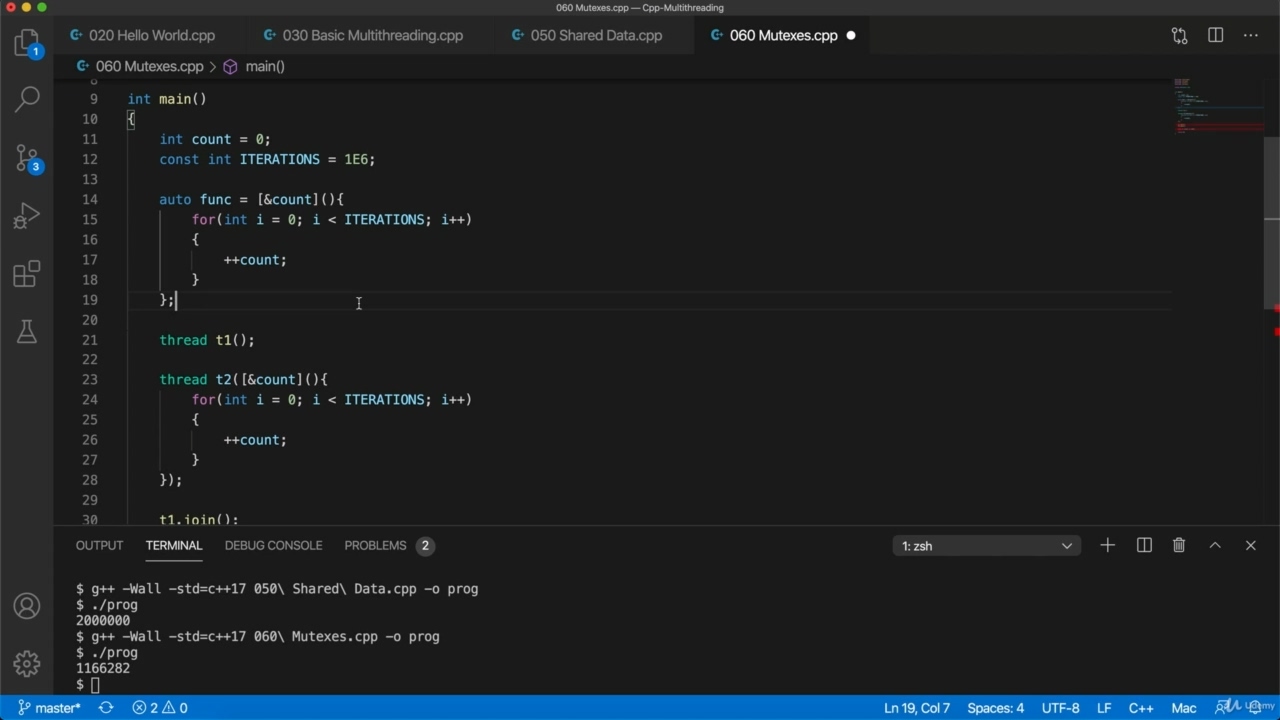 060 Mutexes.cpp — Cpp-Multithreading
020 Hello World.cpp 030 Basic Multithreading.cpp 050 Shared Data.cpp 060 Mutexes.cpp
060 Mutexes.cpp > main()
1
3
9 int main()
10 {
11 int count = 0;
12 const int ITERATIONS = 1E6;
13
14 auto func = [&count](){
15 for(int i = 0; i < ITERATIONS; i++)
16 {
17 ++count;
18 }
19 };
20
21 thread t1();
22
23 thread t2([&count](){
24 for(int i = 0; i < ITERATIONS; i++)
25 {
26 ++count;
27 }
28 });
29
30 t1.join();
OUTPUT TERMINAL DEBUG CONSOLE PROBLEMS 2 1: zsh
$ g++ -Wall -std=c++17 050\ Shared\ Data.cpp -o prog
$ ./prog
2000000
$ g++ -Wall -std=c++17 060\ Mutexes.cpp -o prog
$ ./prog
1166282
$
master* 2 0 Ln 19, Col 7 Spaces: 4 UTF-8 LF C++ Mac Udemy